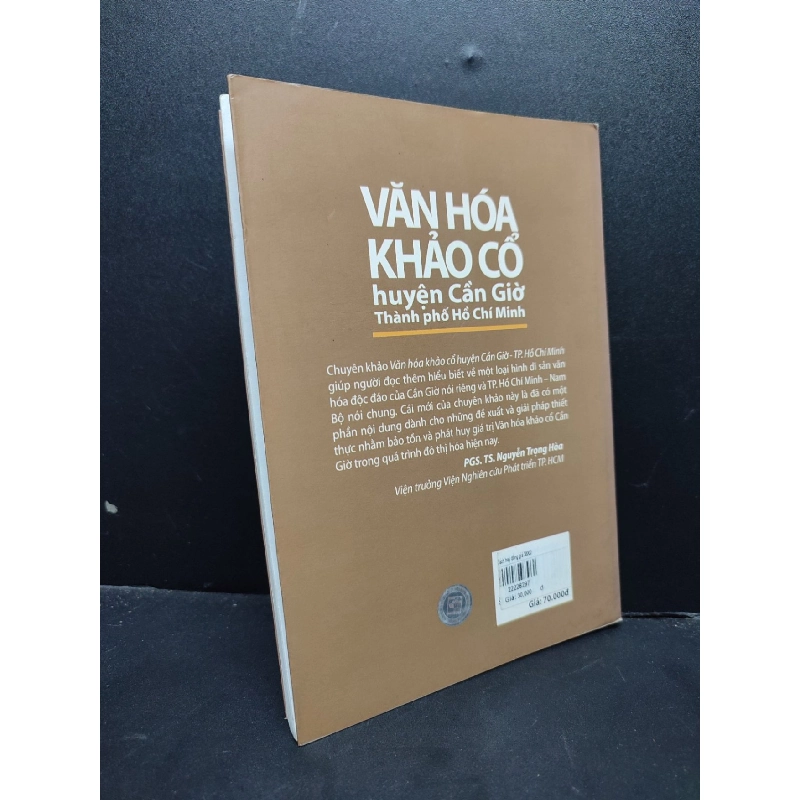 VĂN HÓA
KHẢO CỔ
huyện Cần Giờ
Thành phố Hồ Chí Minh
Chuyên khảo Văn hóa khảo cổ huyện Cần Giờ - TP. Hồ Chí Minh
giúp người đọc thêm hiểu biết về một loại hình di sản văn
hóa độc đáo của Cần Giờ nói riêng và TP. Hồ Chí Minh – Nam
Bộ nói chung. Cái mới của chuyên khảo này là đã có một
phần nội dung dành cho những đề xuất và giải pháp thiết
thực nhằm bảo tồn và phát huy giá trị Văn hóa khảo cổ Cần
Giờ trong quá trình đô thị hóa hiện nay.
PGS. TS. Nguyễn Trọng Hòa
Viện trưởng Viện Nghiên cứu Phát triển TP. HCM
Giá: 70.000đ